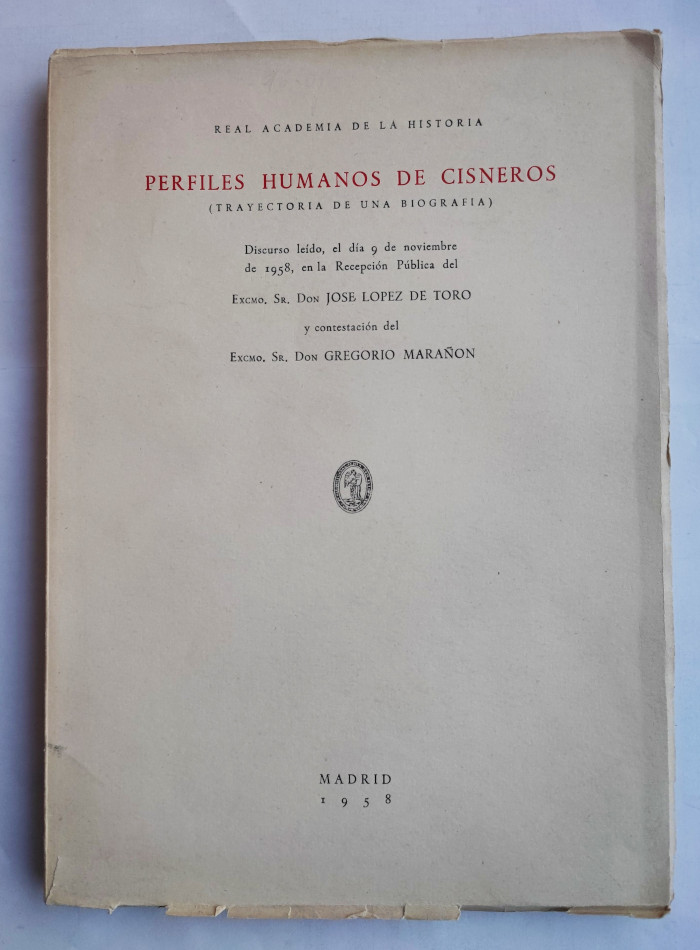 REAL ACADEMIA DE LA HISTORIA
PERFILES HUMANOS DE CISNEROS
(TRAYECTORIA DE UNA BIOGRAFIA)
Discurso leído, el día 9 de noviembre
de 1958, en la Recepción Pública del
Excmo. Sr. Don JOSE LOPEZ DE TORO
y contestación del
Excmo. Sr. Don GREGORIO MARAÑON
MADRID
1958